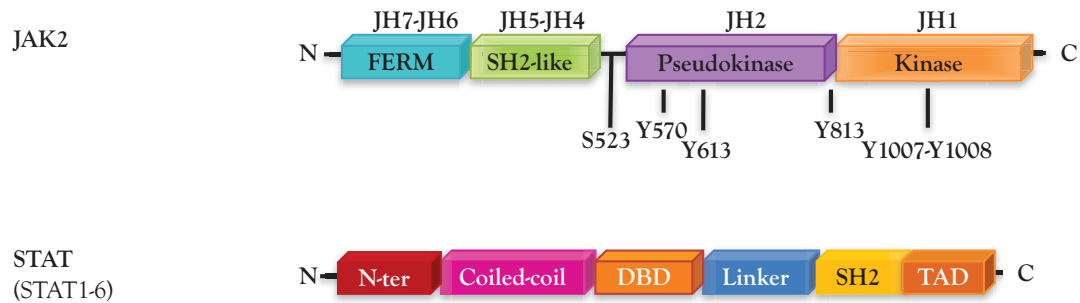 JH7-JH6 JH5-JH4 JH2 JH1
JAK2 N FERM SH2-like Pseudokinase Kinase C
S523 Y570 Y613 Y813 Y1007-Y1008
STAT N N-ter Coiled-coil DBD Linker SH2 TAD C
(STAT1-6)